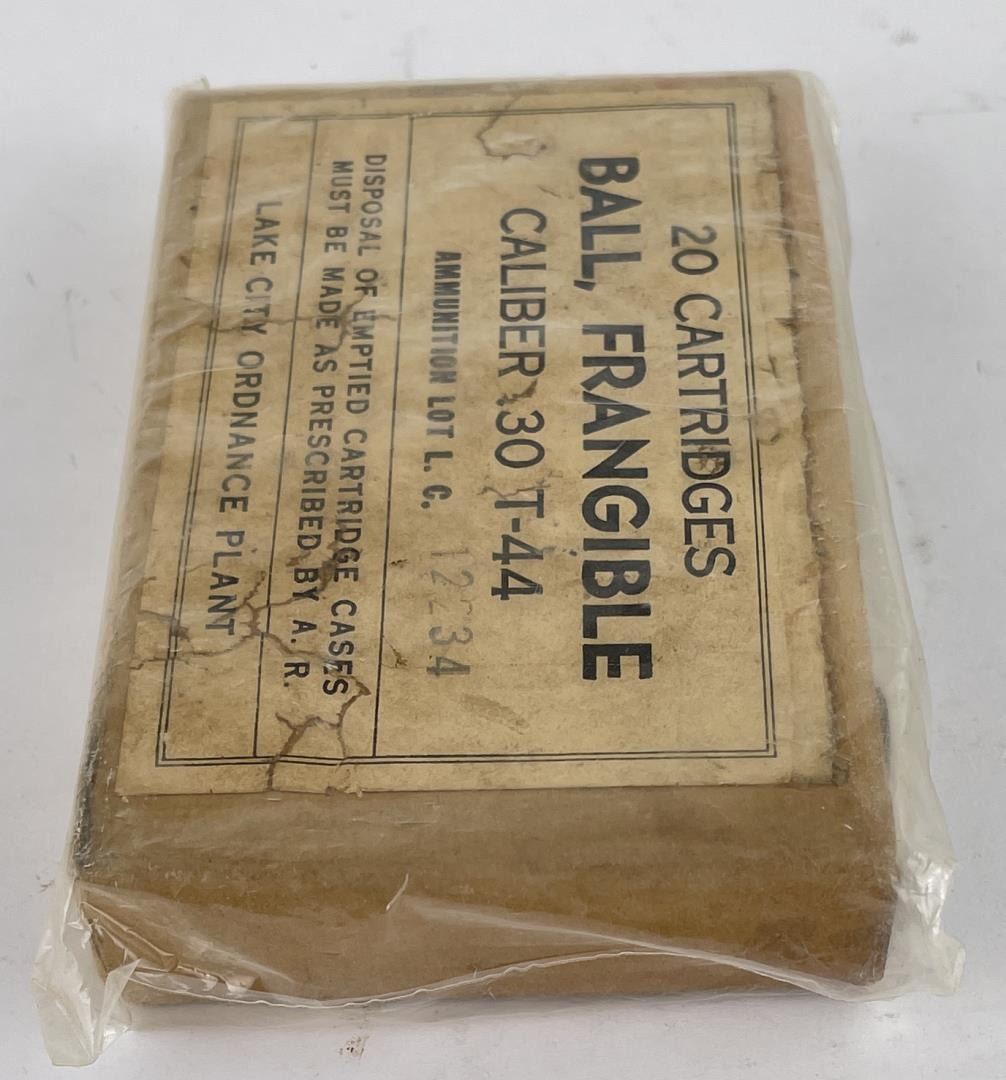 20 CARTRIDGES
BALL, FRANGIBLE
CALIBER .30 T-44
AMMUNITION LOT L. C. 12234
DISPOSAL OF EMPTIED CARTRIDGE CASES
MUST BE MADE AS PRESCRIBED BY A. R.
LAKE CITY ORDNANCE PLANT